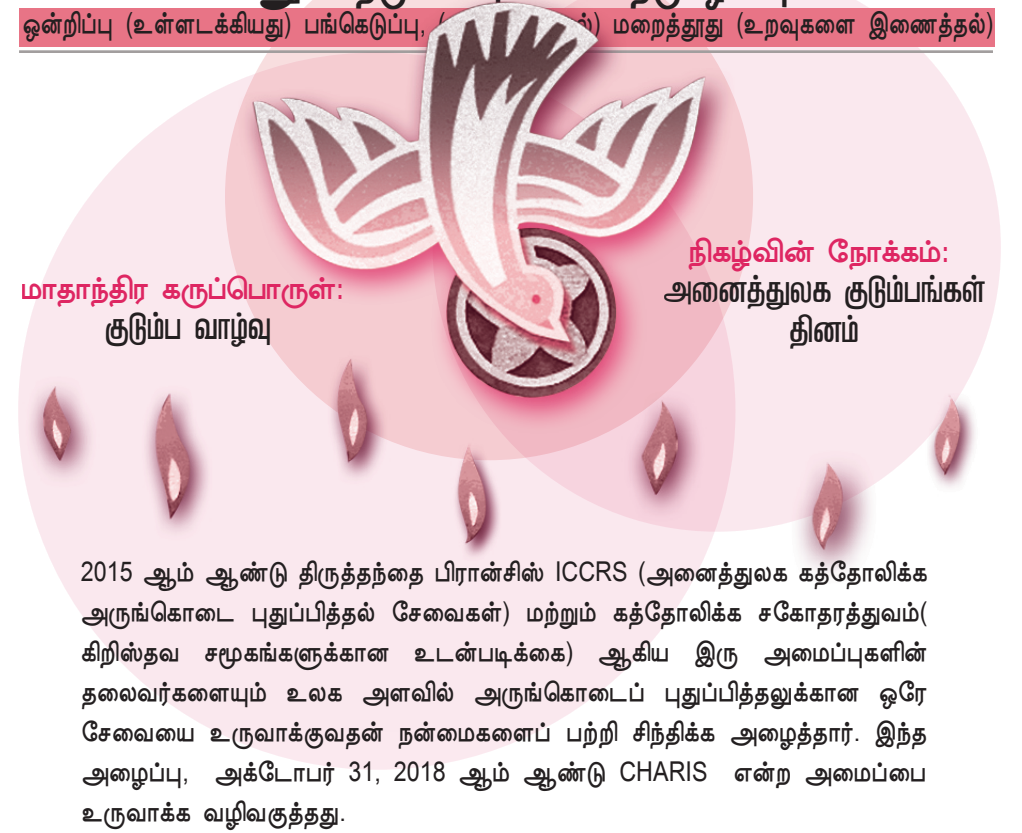 ஒன்றிப்பு (உள்ளடக்கியது) பங்கெடுப்பு, மறைத்தூது (உறவுகளை இணைத்தல்)
மாதாந்திர கருப்பொருள்:
குடும்ப வாழ்வு
நிகழ்வின் நோக்கம்:
அனைத்துலக குடும்பங்கள்
தினம்
2015 ஆம் ஆண்டு திருத்தந்தை பிரான்சிஸ் ICCRS (அனைத்துலக கத்தோலிக்க
அருங்கொடை புதுப்பித்தல் சேவைகள்) மற்றும் கத்தோலிக்க சகோதரத்துவம்(
கிறிஸ்தவ சமூகங்களுக்கான உடன்படிக்கை) ஆகிய இரு அமைப்புகளின்
தலைவர்களையும் உலக அளவில் அருங்கொடைப் புதுப்பித்தலுக்கான ஒரே
சேவையை உருவாக்குவதன் நன்மைகளைப் பற்றி சிந்திக்க அழைத்தார். இந்த
அழைப்பு, அக்டோபர் 31, 2018 ஆம் ஆண்டு CHARIS என்ற அமைப்பை
உருவாக்க வழிவகுத்தது.